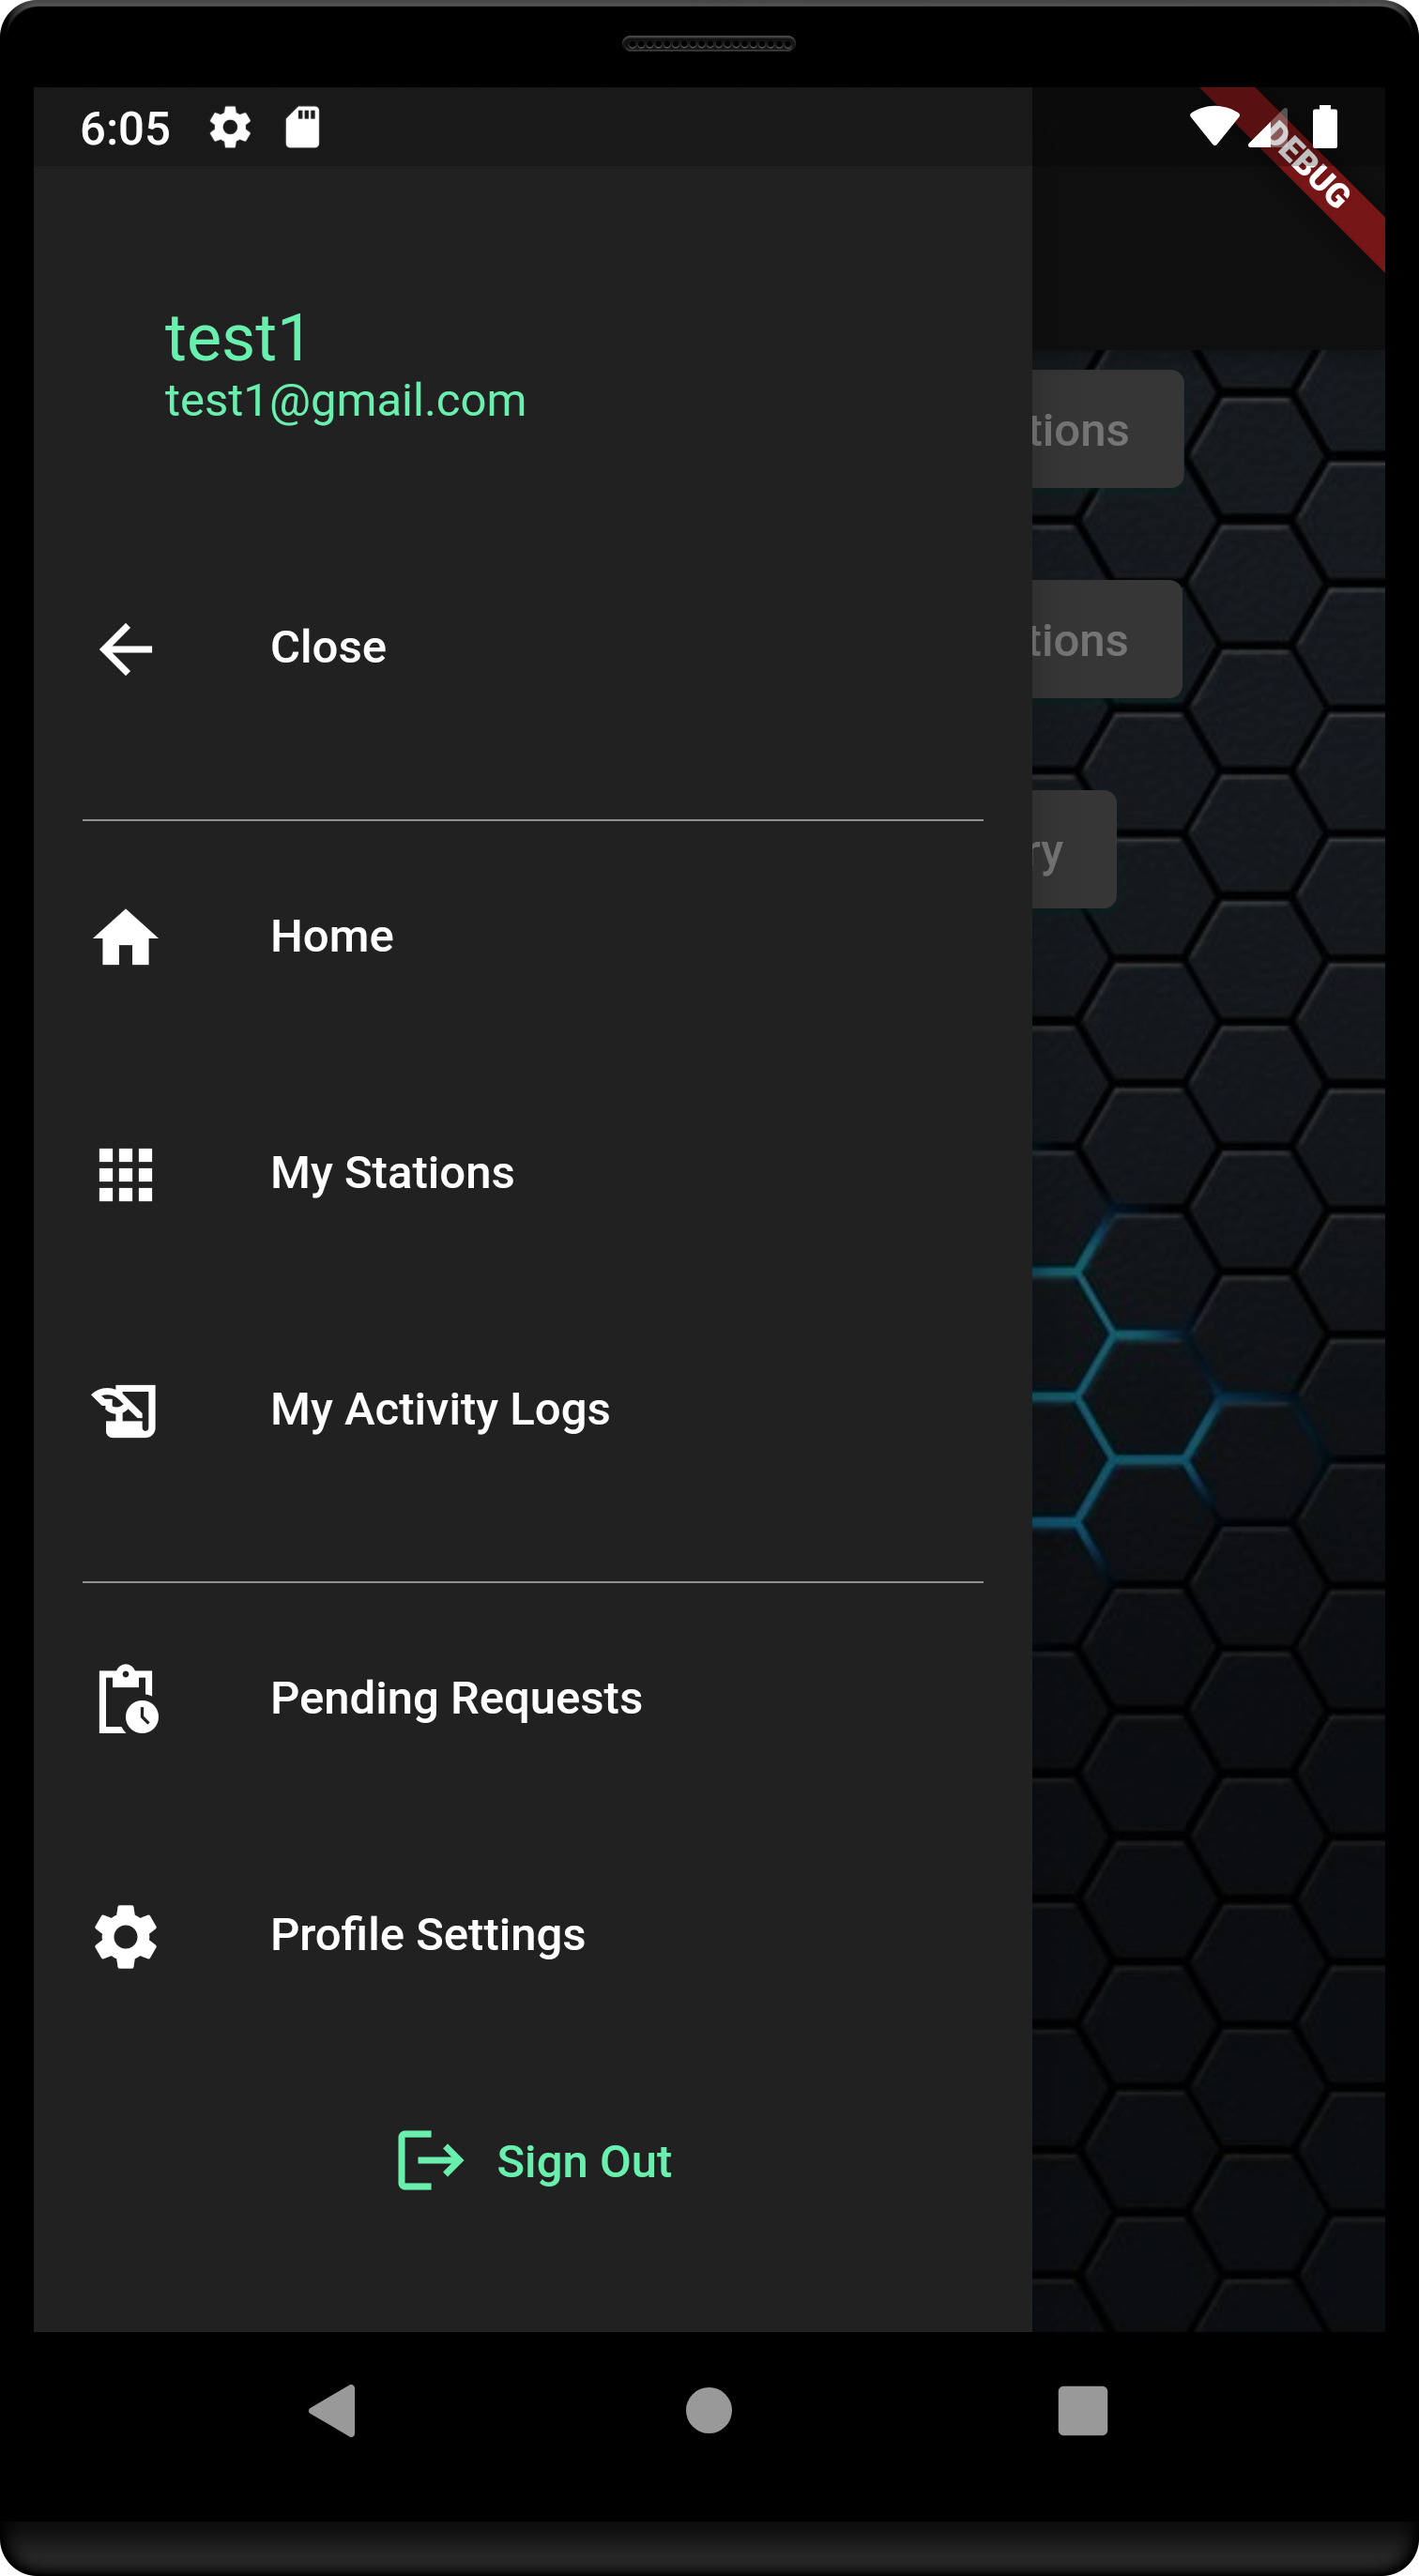 6:05
DEBUG
test1
test1@gmail.com
tions
Close
tions
ry
Home
My Stations
My Activity Logs
Pending Requests
Profile Settings
Sign Out